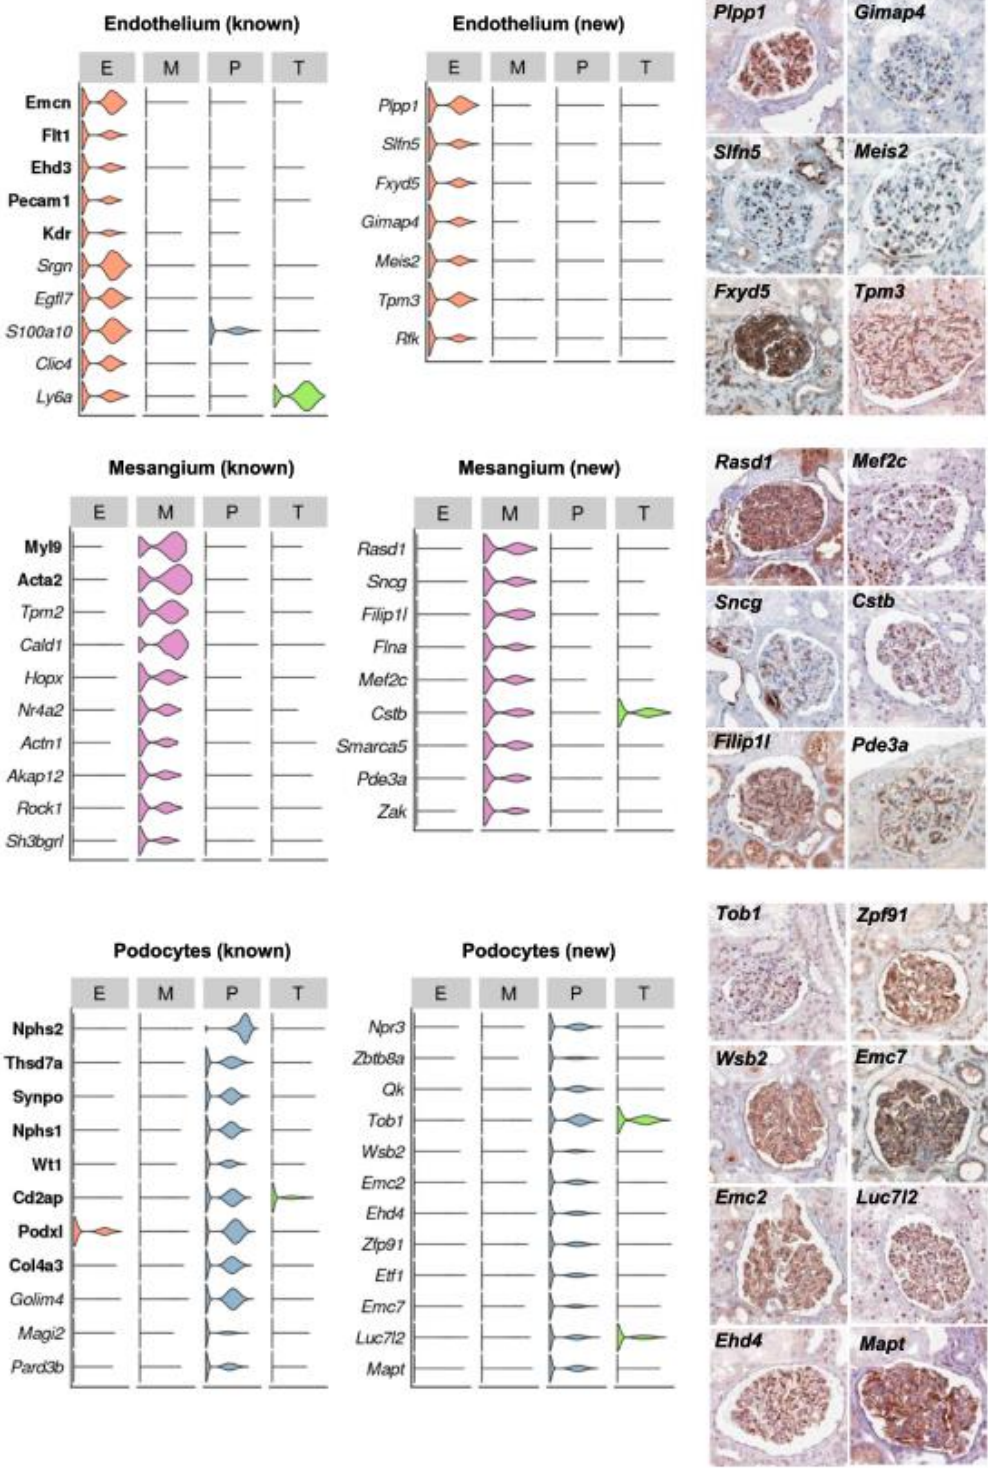 Endothelium (known)
E M P T
Emcn
Flt1
Ehd3
Pecam1
Kdr
Srgn
Egfl7
S100a10
Clic4
Ly6a
Endothelium (new)
E M P T
Plpp1
Slfn5
Fxyd5
Gimap4
Meis2
Tpm3
Rfk
Plpp1 Gimap4
Slfn5 Meis2
Fxyd5 Tpm3
Mesangium (known)
E M P T
Myl9
Acta2
Tpm2
Cald1
Hopx
Nr4a2
Actn1
Akap12
Rock1
Sh3bgrl
Mesangium (new)
E M P T
Rasd1
Sncg
Filip1l
Flna
Mef2c
Cstb
Smarca5
Pde3a
Zak
Rasd1 Mef2c
Sncg Cstb
Filip1l Pde3a
Podocytes (known)
E M P T
Nphs2
Thsd7a
Synpo
Nphs1
Wt1
Cd2ap
Podxl
Col4a3
Golim4
Magi2
Pard3b
Podocytes (new)
E M P T
Npr3
Zbtb8a
Qk
Tob1
Wsb2
Emc2
Ehd4
Zfp91
Etf1
Emc7
Luc7l2
Mapt
Tob1 Zpf91
Wsb2 Emc7
Emc2 Luc7l2
Ehd4 Mapt